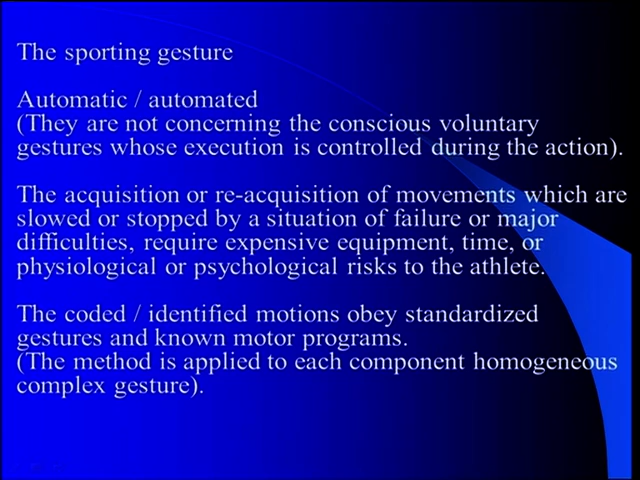 The sporting gesture
Automatic / automated
(They are not concerning the conscious voluntary
gestures whose execution is controlled during the action).
The acquisition or re-acquisition of movements which are
slowed or stopped by a situation of failure or major
difficulties, require expensive equipment, time, or
physiological or psychological risks to the athlete.
The coded / identified motions obey standardized
gestures and known motor programs.
(The method is applied to each component homogeneous
complex gesture).